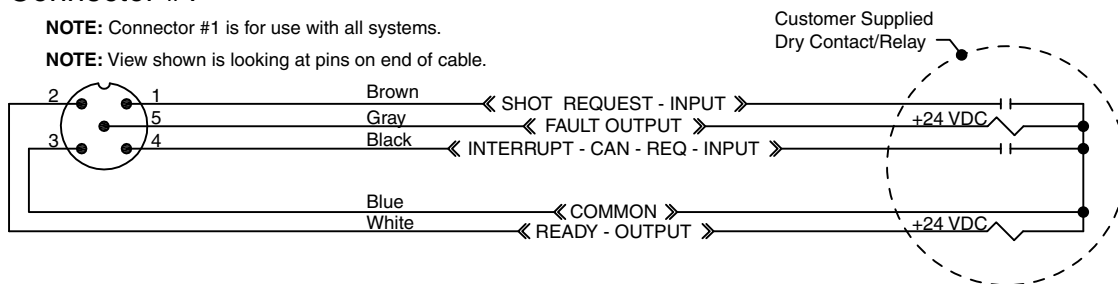 NOTE: Connector #1 is for use with all systems.
NOTE: View shown is looking at pins on end of cable.
Customer Supplied
Dry Contact/Relay
2
1
Brown
SHOT REQUEST - INPUT
5
Gray
FAULT OUTPUT
+24 VDC
3
4
Black
INTERRUPT - CAN - REQ - INPUT
Blue
COMMON
White
READY - OUTPUT
+24 VDC